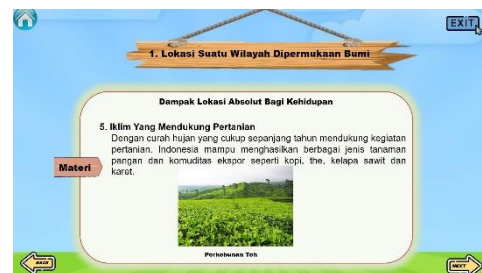 EXIT
1. Lokasi Suatu Wilayah Dipermukaan Bumi
Dampak Lokasi Absolut Bagi Kehidupan
5. Iklim Yang Mendukung Pertanian
Dengan curah hujan yang cukup sepanjang tahun mendukung kegiatan
pertanian. Indonesia mampu menghasilkan berbagai jenis tanaman
pangan dan komuditas ekspor seperti kopi, the, kelapa sawit dan
karet.
Materi
Perkebunan Teh
BACK
NEXT